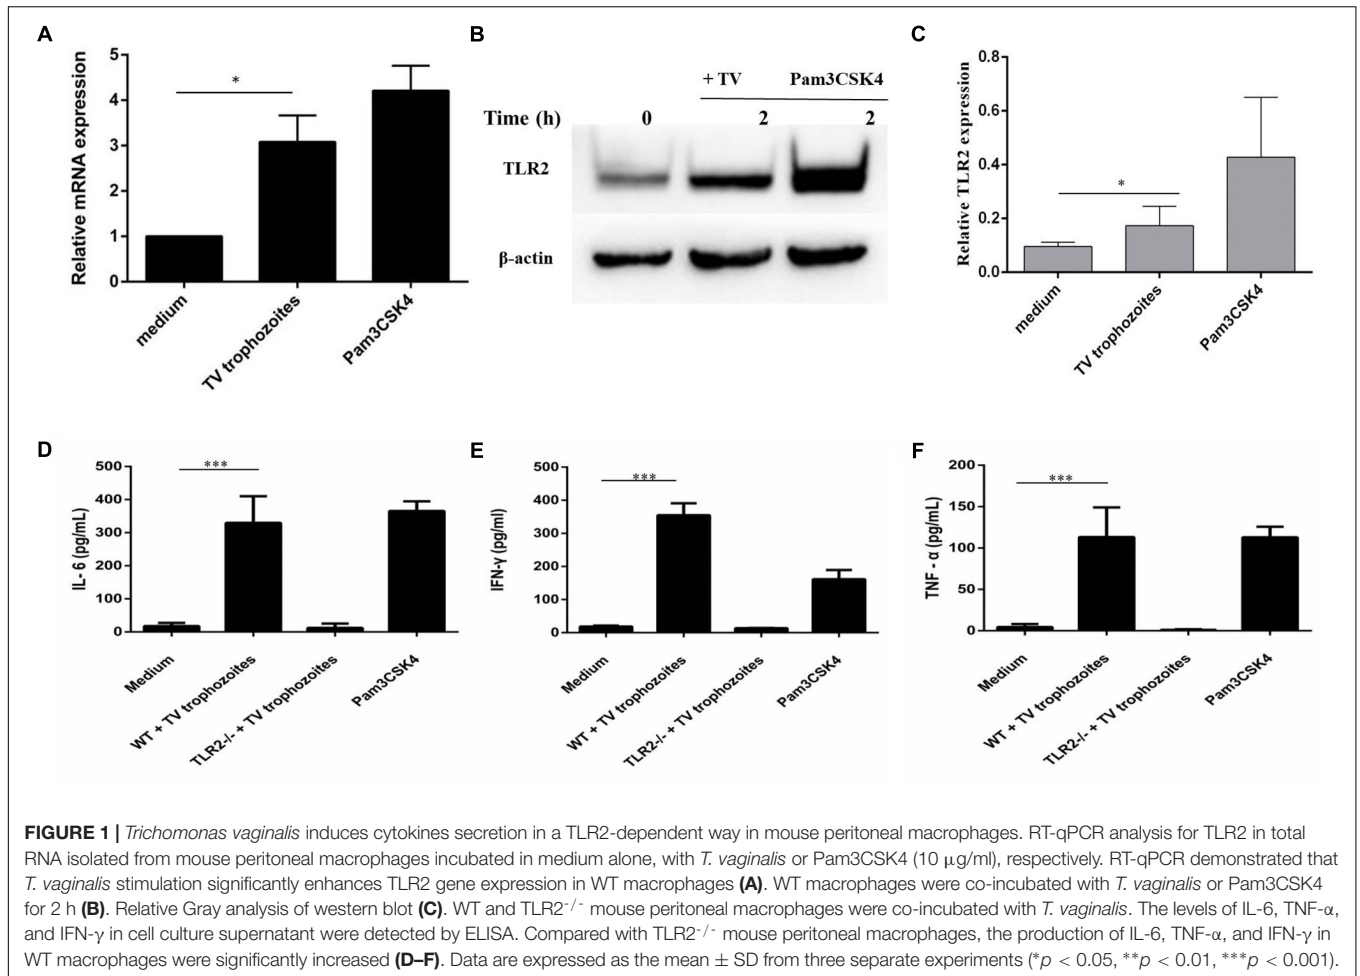 A
Relative mRNA expression
5
4
3
2
1
0
*
medium
TV trophozoites
Pam3CSK4
B
+ TV Pam3CSK4
Time (h) 0 2 2
TLR2
β-actin
C
Relative TLR2 expression
0.8
0.6
0.4
0.2
0.0
*
medium
TV trophozoites
Pam3CSK4
D
IL- 6 (pg/mL)
500
400
300
200
100
0
***
Medium
WT + TV trophozoites
TLR2-/- + TV trophozoites
Pam3CSK4
E
IFN-γ (pg/ml)
500
400
300
200
100
0
***
Medium
WT + TV trophozoites
TLR2-/- + TV trophozoites
Pam3CSK4
F
TNF - α (pg/mL)
200
150
100
50
0
***
Medium
WT + TV trophozoites
TLR2-/- + TV trophozoites
Pam3CSK4
FIGURE 1 | Trichomonas vaginalis induces cytokines secretion in a TLR2-dependent way in mouse peritoneal macrophages. RT-qPCR analysis for TLR2 in total
RNA isolated from mouse peritoneal macrophages incubated in medium alone, with T. vaginalis or Pam3CSK4 (10 μg/ml), respectively. RT-qPCR demonstrated that
T. vaginalis stimulation significantly enhances TLR2 gene expression in WT macrophages (A). WT macrophages were co-incubated with T. vaginalis or Pam3CSK4
for 2 h (B). Relative Gray analysis of western blot (C). WT and TLR2-/- mouse peritoneal macrophages were co-incubated with T. vaginalis. The levels of IL-6, TNF-α,
and IFN-γ in cell culture supernatant were detected by ELISA. Compared with TLR2-/- mouse peritoneal macrophages, the production of IL-6, TNF-α, and IFN-γ in
WT macrophages were significantly increased (D–F). Data are expressed as the mean ± SD from three separate experiments (*p < 0.05, **p < 0.01, ***p < 0.001).